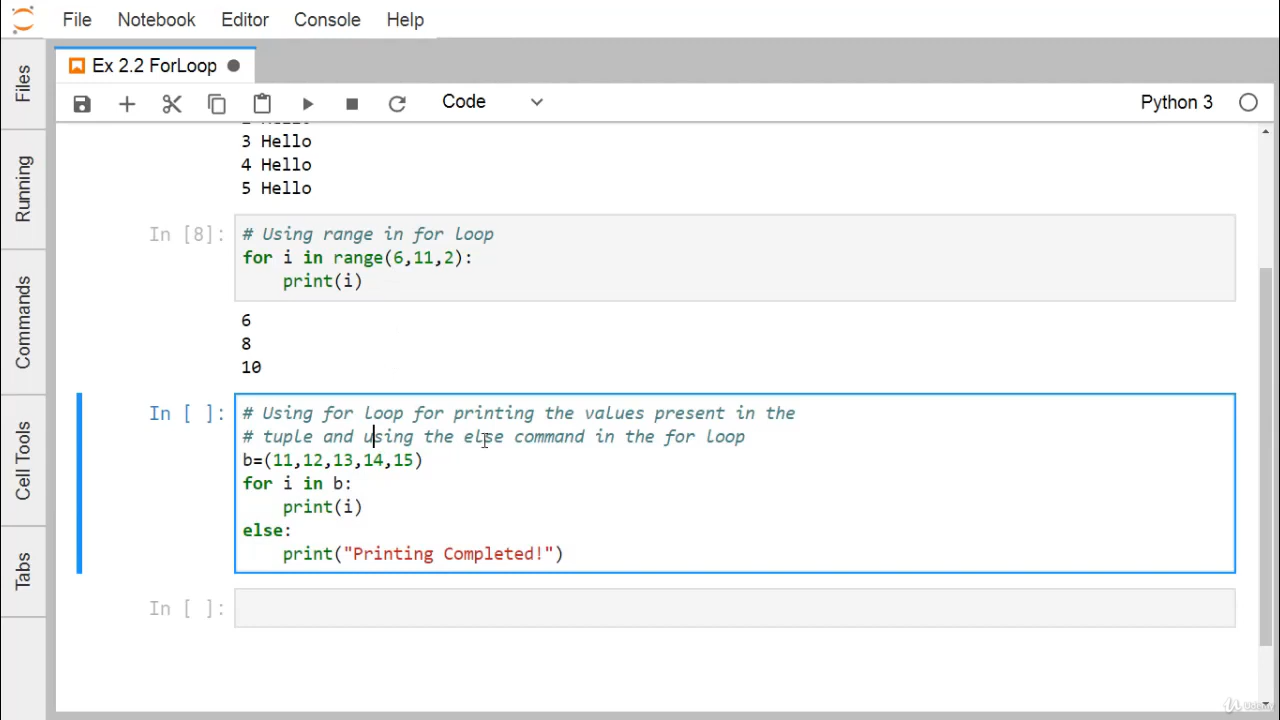 File Notebook Editor Console Help
Ex 2.2 ForLoop
Code Python 3
Files
Running
Commands
Cell Tools
Tabs
3 Hello
4 Hello
5 Hello
In [8]:
# Using range in for loop
for i in range(6,11,2):
    print(i)
6
8
10
In [ ]:
# Using for loop for printing the values present in the
# tuple and using the else command in the for loop
b=(11,12,13,14,15)
for i in b:
    print(i)
else:
    print("Printing Completed!")
In [ ]: